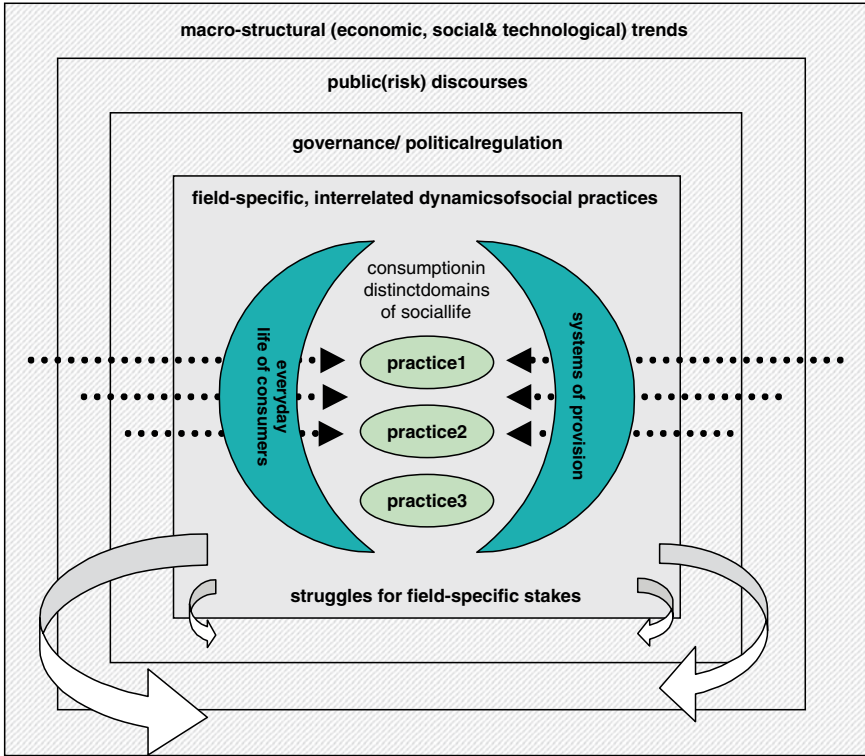 macro-structural (economic, social& technological) trends
public(risk) discourses
governance/ politicalregulation
field-specific, interrelated dynamicsofsocial practices
consumptionin
distinctdomains
of sociallife
everyday
life of consumers
systems of provision
practice1
practice2
practice3
struggles for field-specific stakes